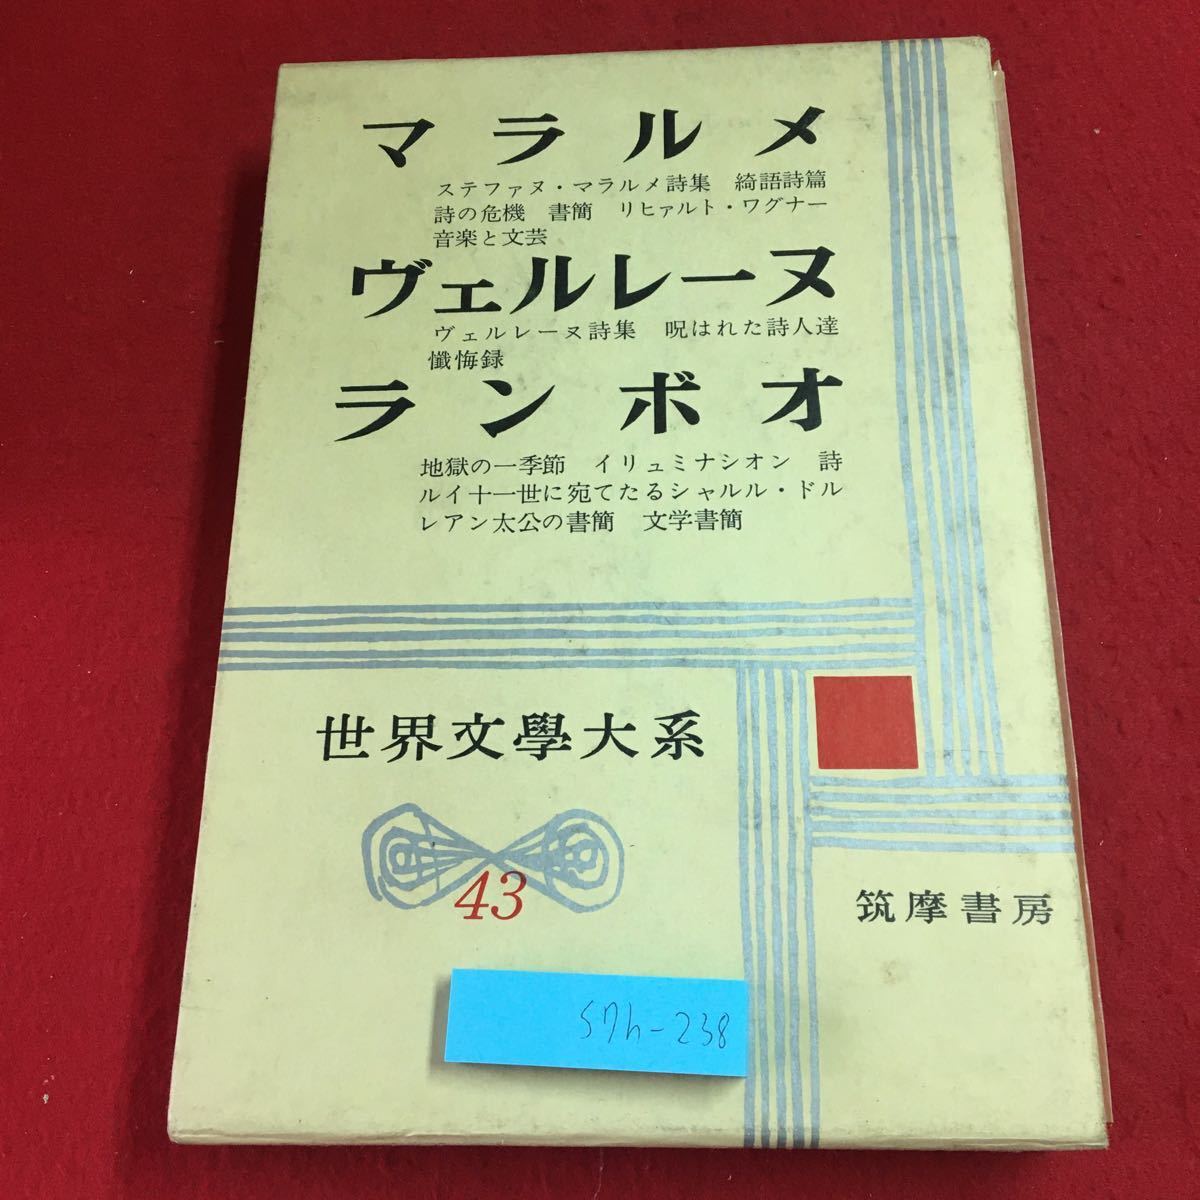 マラルメ
ステファヌ・マラルメ詩集 綺語詩篇
詩の危機 書簡 リヒァルト・ワグナー
音楽と文芸
ヴェルレーヌ
ヴェルレーヌ詩集 呪はれた詩人達
懺悔録
ランボオ
地獄の一季節 イリュミナシオン 詩
ルイ十一世に宛てたるシャルル・ドル
レアン太公の書簡 文学書簡
世界文學大系
43
筑摩書房
s7h-238